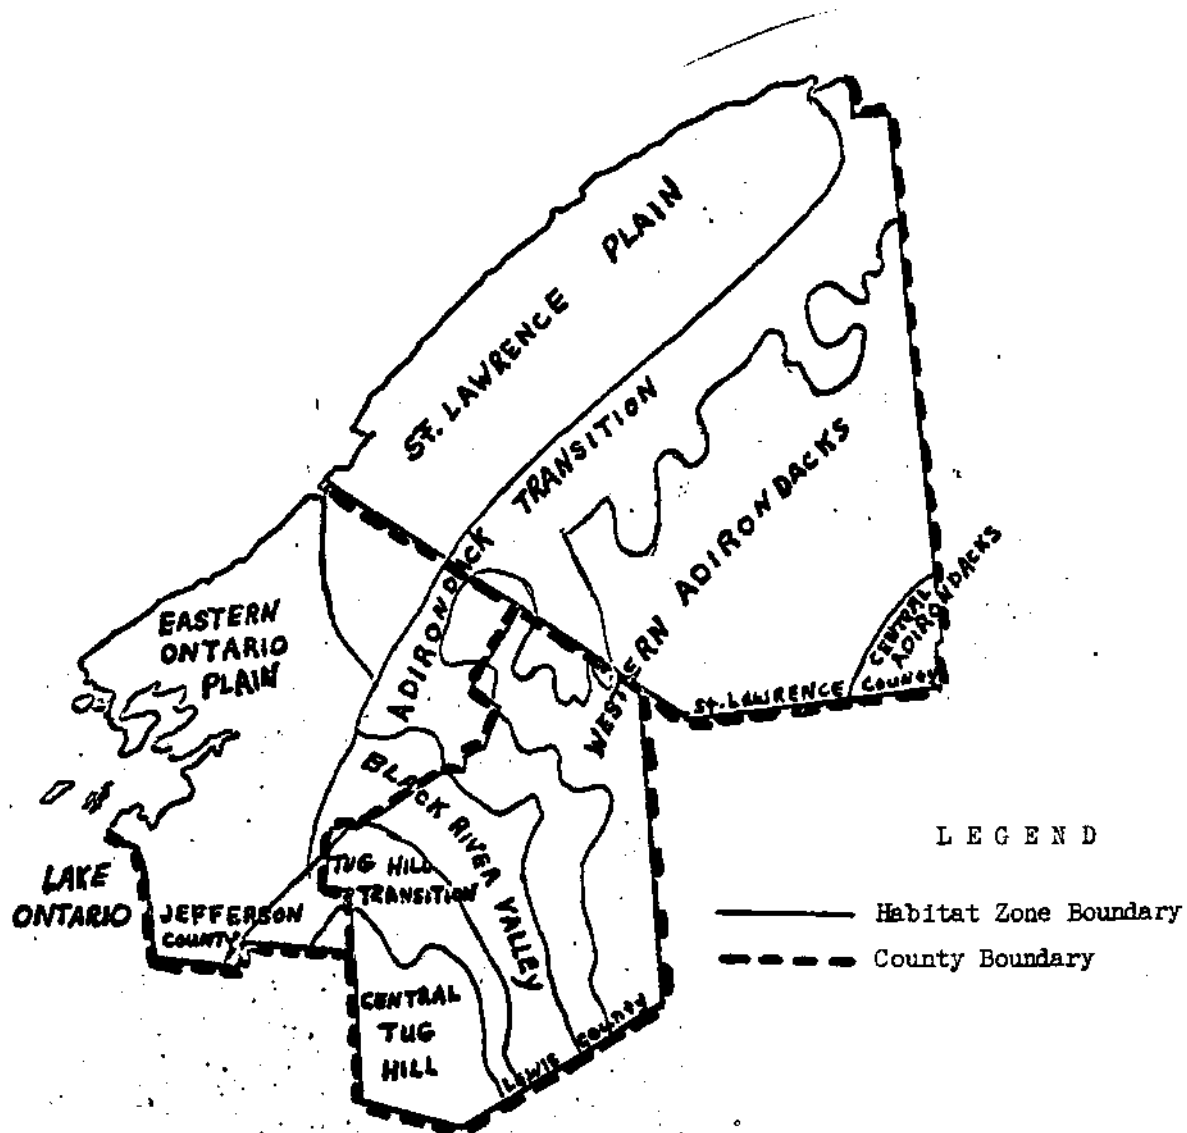 ST. LAWRENCE PLAIN
ADIRONDACK TRANSITION
WESTERN ADIRONDACKS
CENTRAL
ADIRONDACKS
St. LAWRENCE COUNTY
EASTERN
ONTARIO
PLAIN
BLACK RIVER VALLEY
LAKE
ONTARIO
JEFFERSON
COUNTY
TUG HILL
TRANSITION
CENTRAL
TUG
HILL
LEWIS County
LEGEND
Habitat Zone Boundary
County Boundary